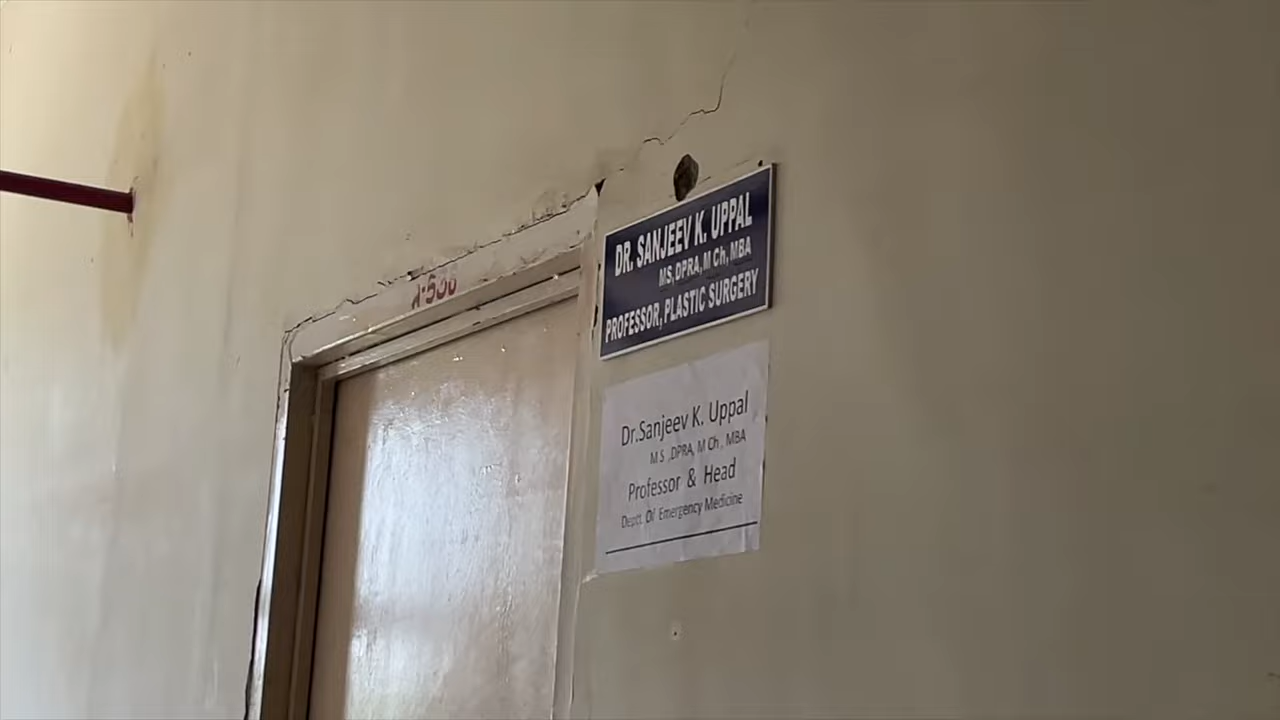 A-506
DR. SANJEEV K. UPPAL
MS, DPRA, M Ch, MBA
PROFESSOR, PLASTIC SURGERY
Dr.Sanjeev K. Uppal
M S ,DPRA, M Ch , MBA
Professor & Head
Deptt Of Emergency Medicine